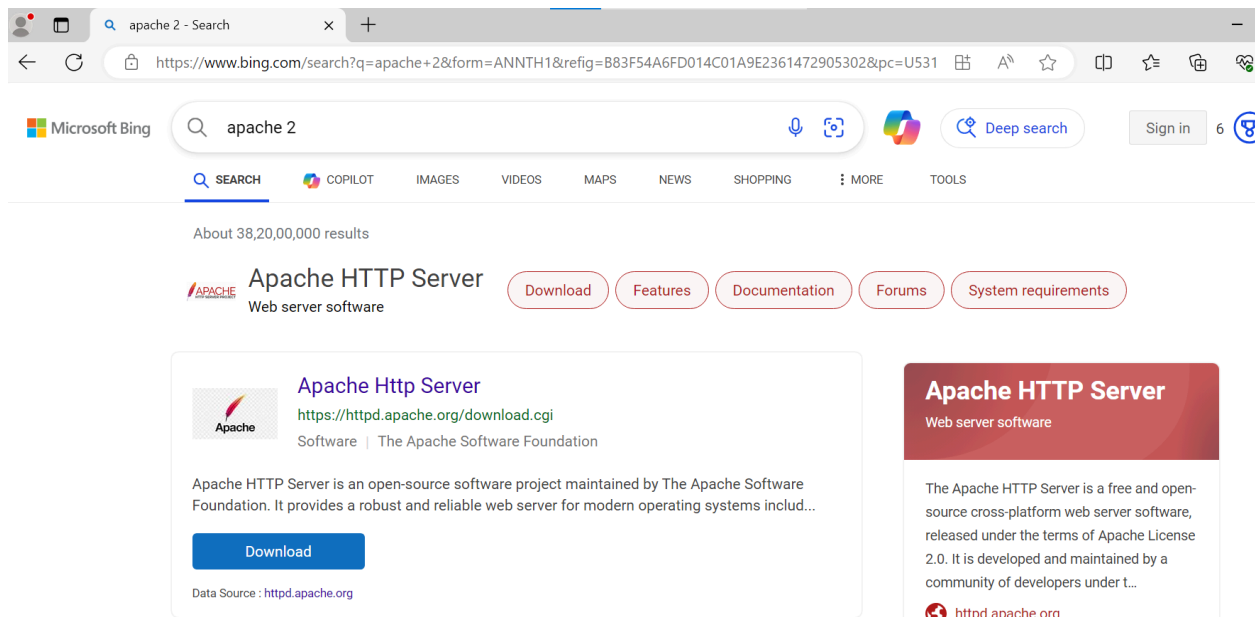 apache 2 - Search
https://www.bing.com/search?q=apache+2&form=ANNTH1&refig=B83F54A6FD014C01A9E2361472905302&pc=U531
Microsoft Bing
apache 2
Deep search
Sign in 6
SEARCH COPILOT IMAGES VIDEOS MAPS NEWS SHOPPING MORE TOOLS
About 38,20,00,000 results
APACHE
HTTP SERVER PROJECT
Apache HTTP Server
Web server software
Download Features Documentation Forums System requirements
Apache
Apache Http Server
https://httpd.apache.org/download.cgi
Software | The Apache Software Foundation
Apache HTTP Server is an open-source software project maintained by The Apache Software
Foundation. It provides a robust and reliable web server for modern operating systems includ...
Download
Data Source : httpd.apache.org
Apache HTTP Server
Web server software
The Apache HTTP Server is a free and open-
source cross-platform web server software,
released under the terms of Apache License
2.0. It is developed and maintained by a
community of developers under t...
httpd.apache.org